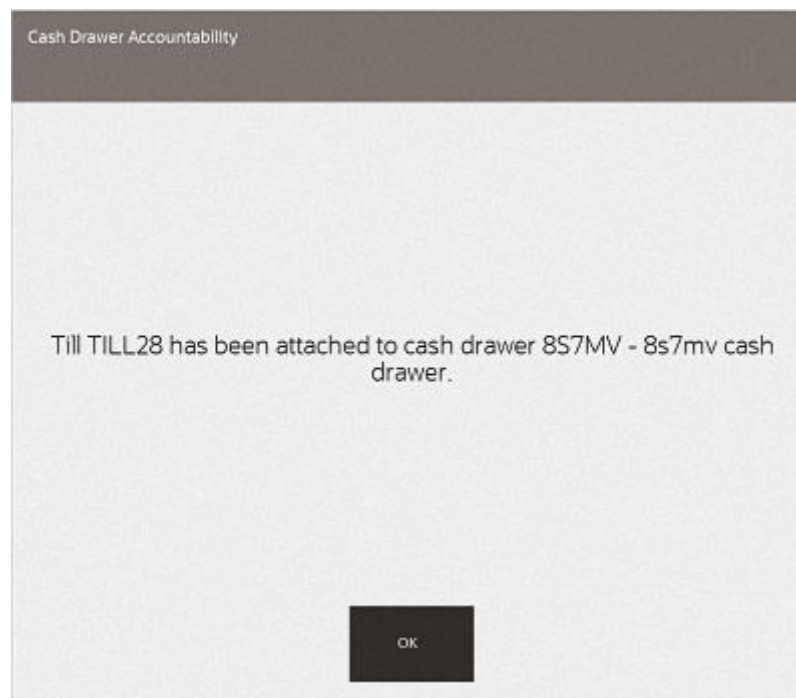 Cash Drawer Accountability
Till TILL28 has been attached to cash drawer 8S7MV - 8s7mv cash
drawer.
OK